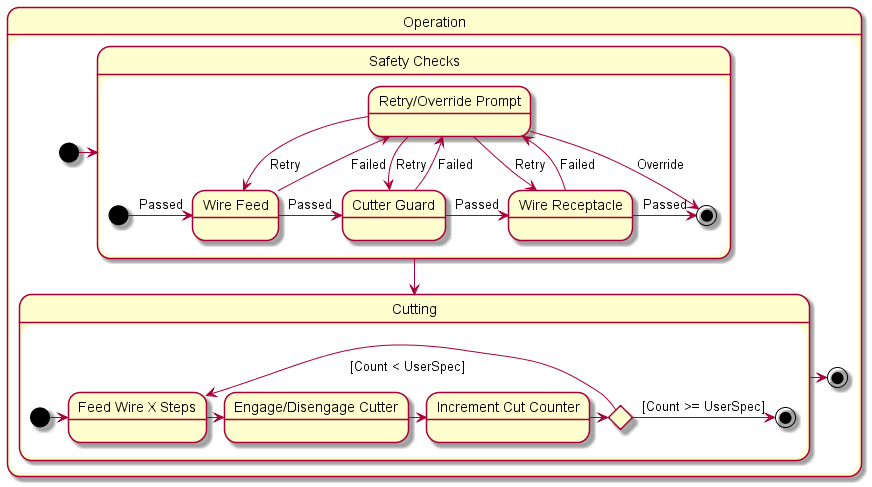 Operation
Safety Checks
Retry/Override Prompt
Retry
Failed
Retry
Failed
Retry
Failed
Override
Passed
Wire Feed
Passed
Cutter Guard
Passed
Wire Receptacle
Passed
Cutting
[Count < UserSpec]
Feed Wire X Steps
Engage/Disengage Cutter
Increment Cut Counter
[Count >= UserSpec]